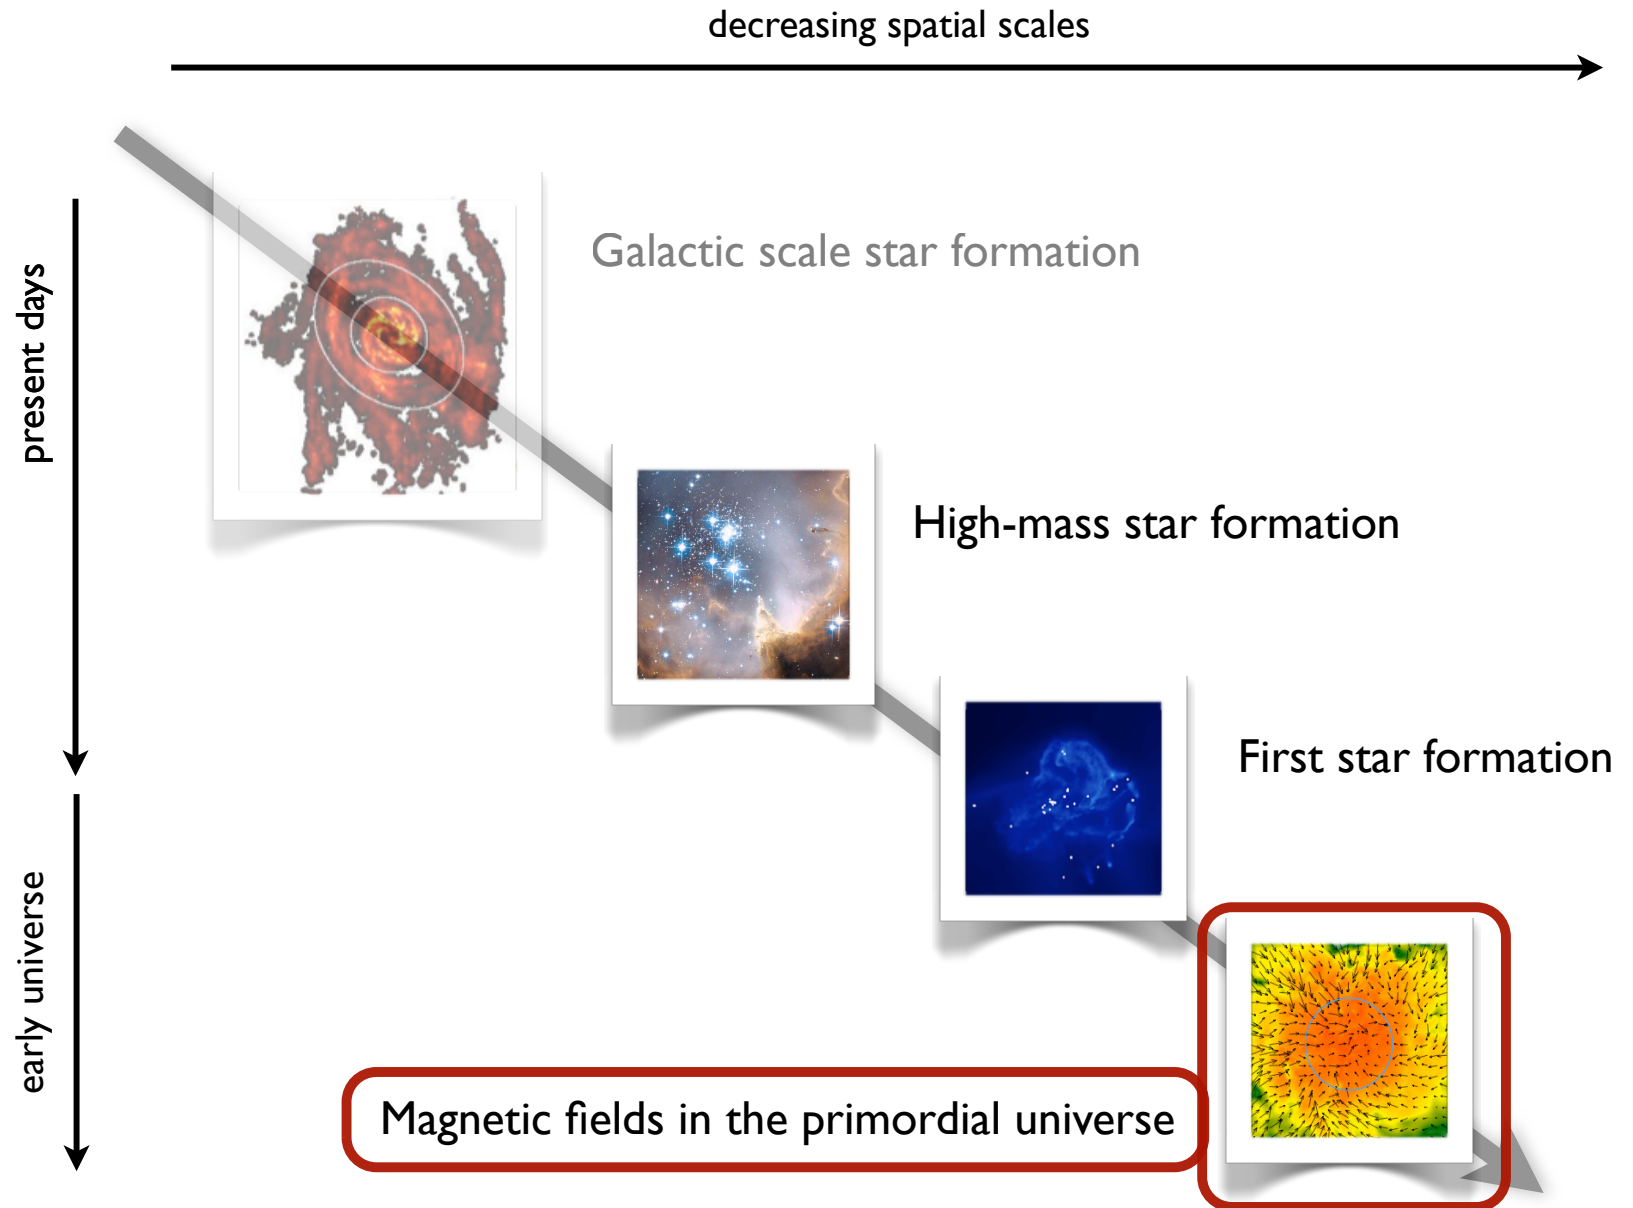 decreasing spatial scales
Galactic scale star formation
present days
High-mass star formation
First star formation
early universe
Magnetic fields in the primordial universe